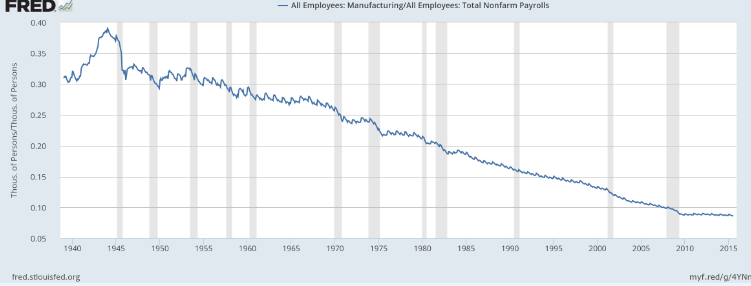 FRED
All Employees: Manufacturing/All Employees: Total Nonfarm Payrolls
Thous. of Persons/Thous. of Persons
0.40
0.35
0.30
0.25
0.20
0.15
0.10
0.05
1940 1945 1950 1955 1960 1965 1970 1975 1980 1985 1990 1995 2000 2005 2010 2015
fred.stlouisfed.org
myf.red/g/4YNn